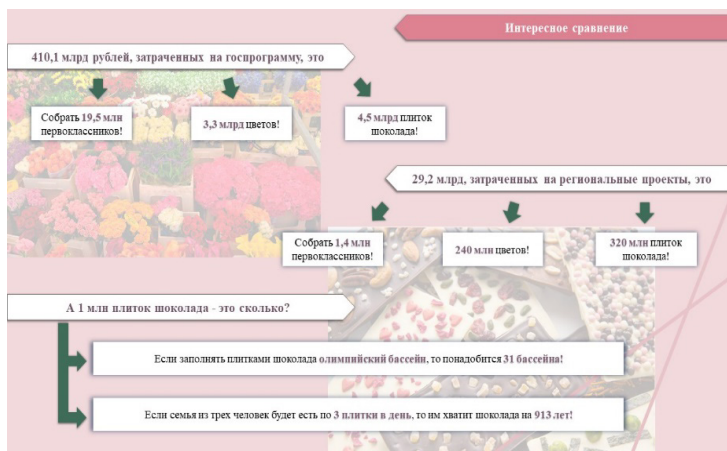 Интересное сравнение
410,1 млрд рублей, затраченных на госпрограмму, это
Собрать 19,5 млн
первоклассников!
3,3 млрд цветов!
4,5 млрд плиток
шоколада!
29,2 млрд, затраченных на региональные проекты, это
Собрать 1,4 млн
первоклассников!
240 млн цветов!
320 млн плиток
шоколада!
А 1 млн плиток шоколада - это сколько?
Если заполнять плитками шоколада олимпийский бассейн, то понадобится 31 бассейна!
Если семья из трех человек будет есть по 3 плитки в день, то им хватит шоколада на 913 лет!